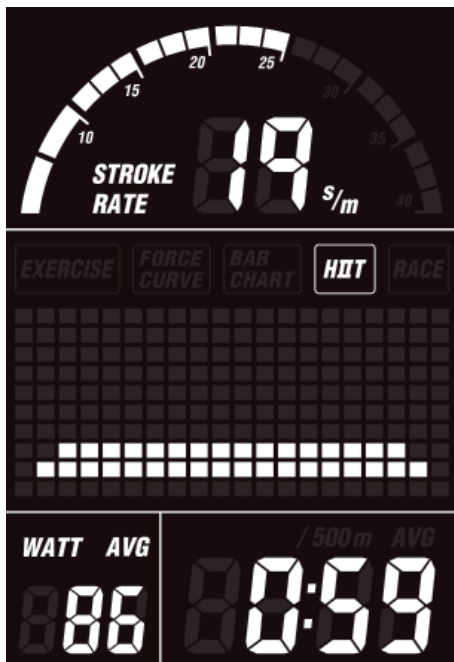 10 15 20 25 30 35 40
STROKE
RATE
19 s/m
EXERCISE
FORCE
CURVE
BAR
CHART
HIIT
RACE
WATT AVG
86
/ 500 m AVG
0:59